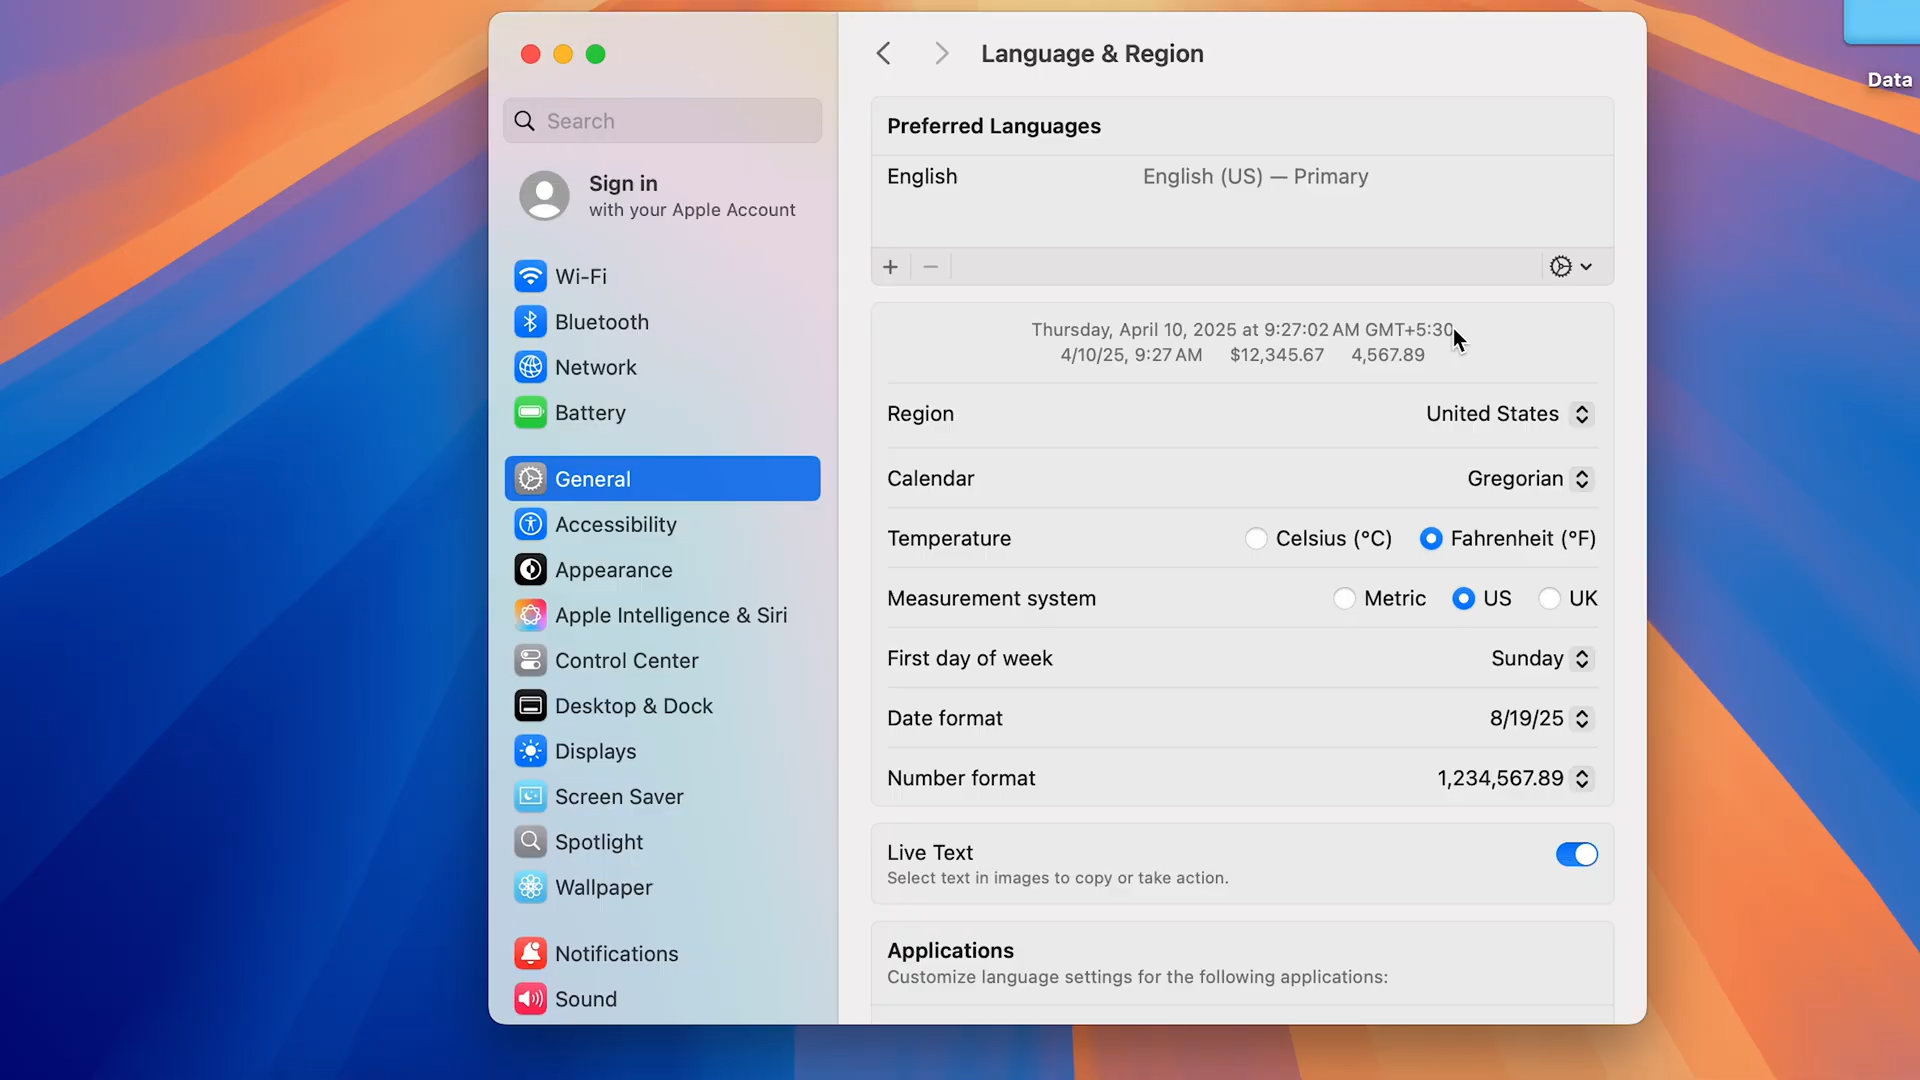 Data
Search
Sign in
with your Apple Account
Wi-Fi
Bluetooth
Network
Battery
General
Accessibility
Appearance
Apple Intelligence & Siri
Control Center
Desktop & Dock
Displays
Screen Saver
Spotlight
Wallpaper
Notifications
Sound
Language & Region
Preferred Languages
English English (US) — Primary
Thursday, April 10, 2025 at 9:27:02 AM GMT+5:30
4/10/25, 9:27 AM $12,345.67 4,567.89
Region United States
Calendar Gregorian
Temperature Celsius (°C) Fahrenheit (°F)
Measurement system Metric US UK
First day of week Sunday
Date format 8/19/25
Number format 1,234,567.89
Live Text
Select text in images to copy or take action.
Applications
Customize language settings for the following applications: